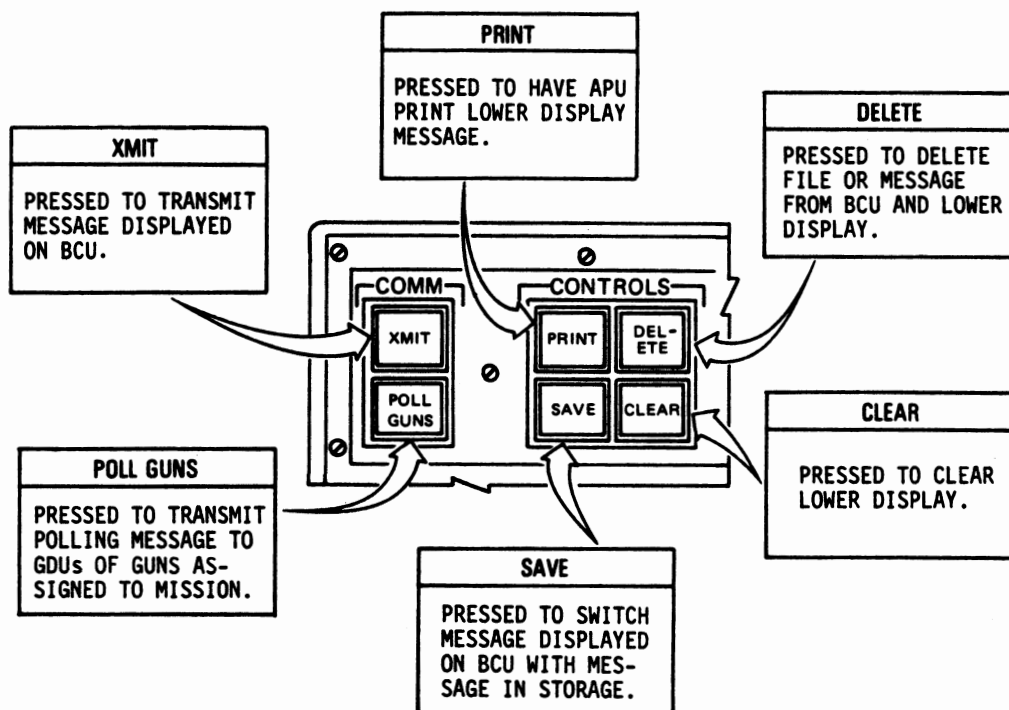 PRINT
PRESSED TO HAVE APU
PRINT LOWER DISPLAY
MESSAGE.
XMIT
PRESSED TO TRANSMIT
MESSAGE DISPLAYED
ON BCU.
DELETE
PRESSED TO DELETE
FILE OR MESSAGE
FROM BCU AND LOWER
DISPLAY.
COMM
XMIT
POLL
GUNS
CONTROLS
PRINT
DEL-
ETE
SAVE
CLEAR
POLL GUNS
PRESSED TO TRANSMIT
POLLING MESSAGE TO
GDUs OF GUNS AS-
SIGNED TO MISSION.
CLEAR
PRESSED TO CLEAR
LOWER DISPLAY.
SAVE
PRESSED TO SWITCH
MESSAGE DISPLAYED
ON BCU WITH MES-
SAGE IN STORAGE.